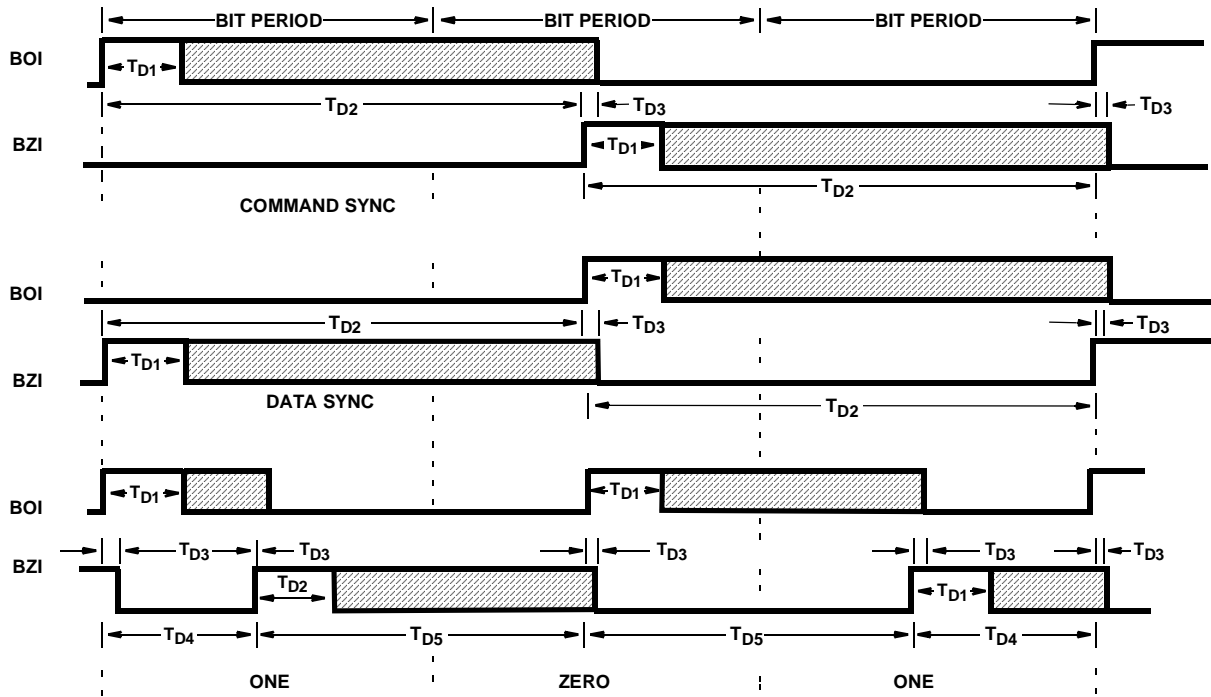 BIT PERIOD BIT PERIOD BIT PERIOD
BOI
TD1
TD2 TD3 TD3
BZI
TD1
TD2
COMMAND SYNC
TD1
BOI
TD2 TD3 TD3
TD1
BZI
DATA SYNC
TD2
TD1 TD1
BOI
TD3 TD3 TD3 TD3 TD3
BZI
TD2 TD1
TD4 TD5 TD5 TD4
ONE ZERO ONE